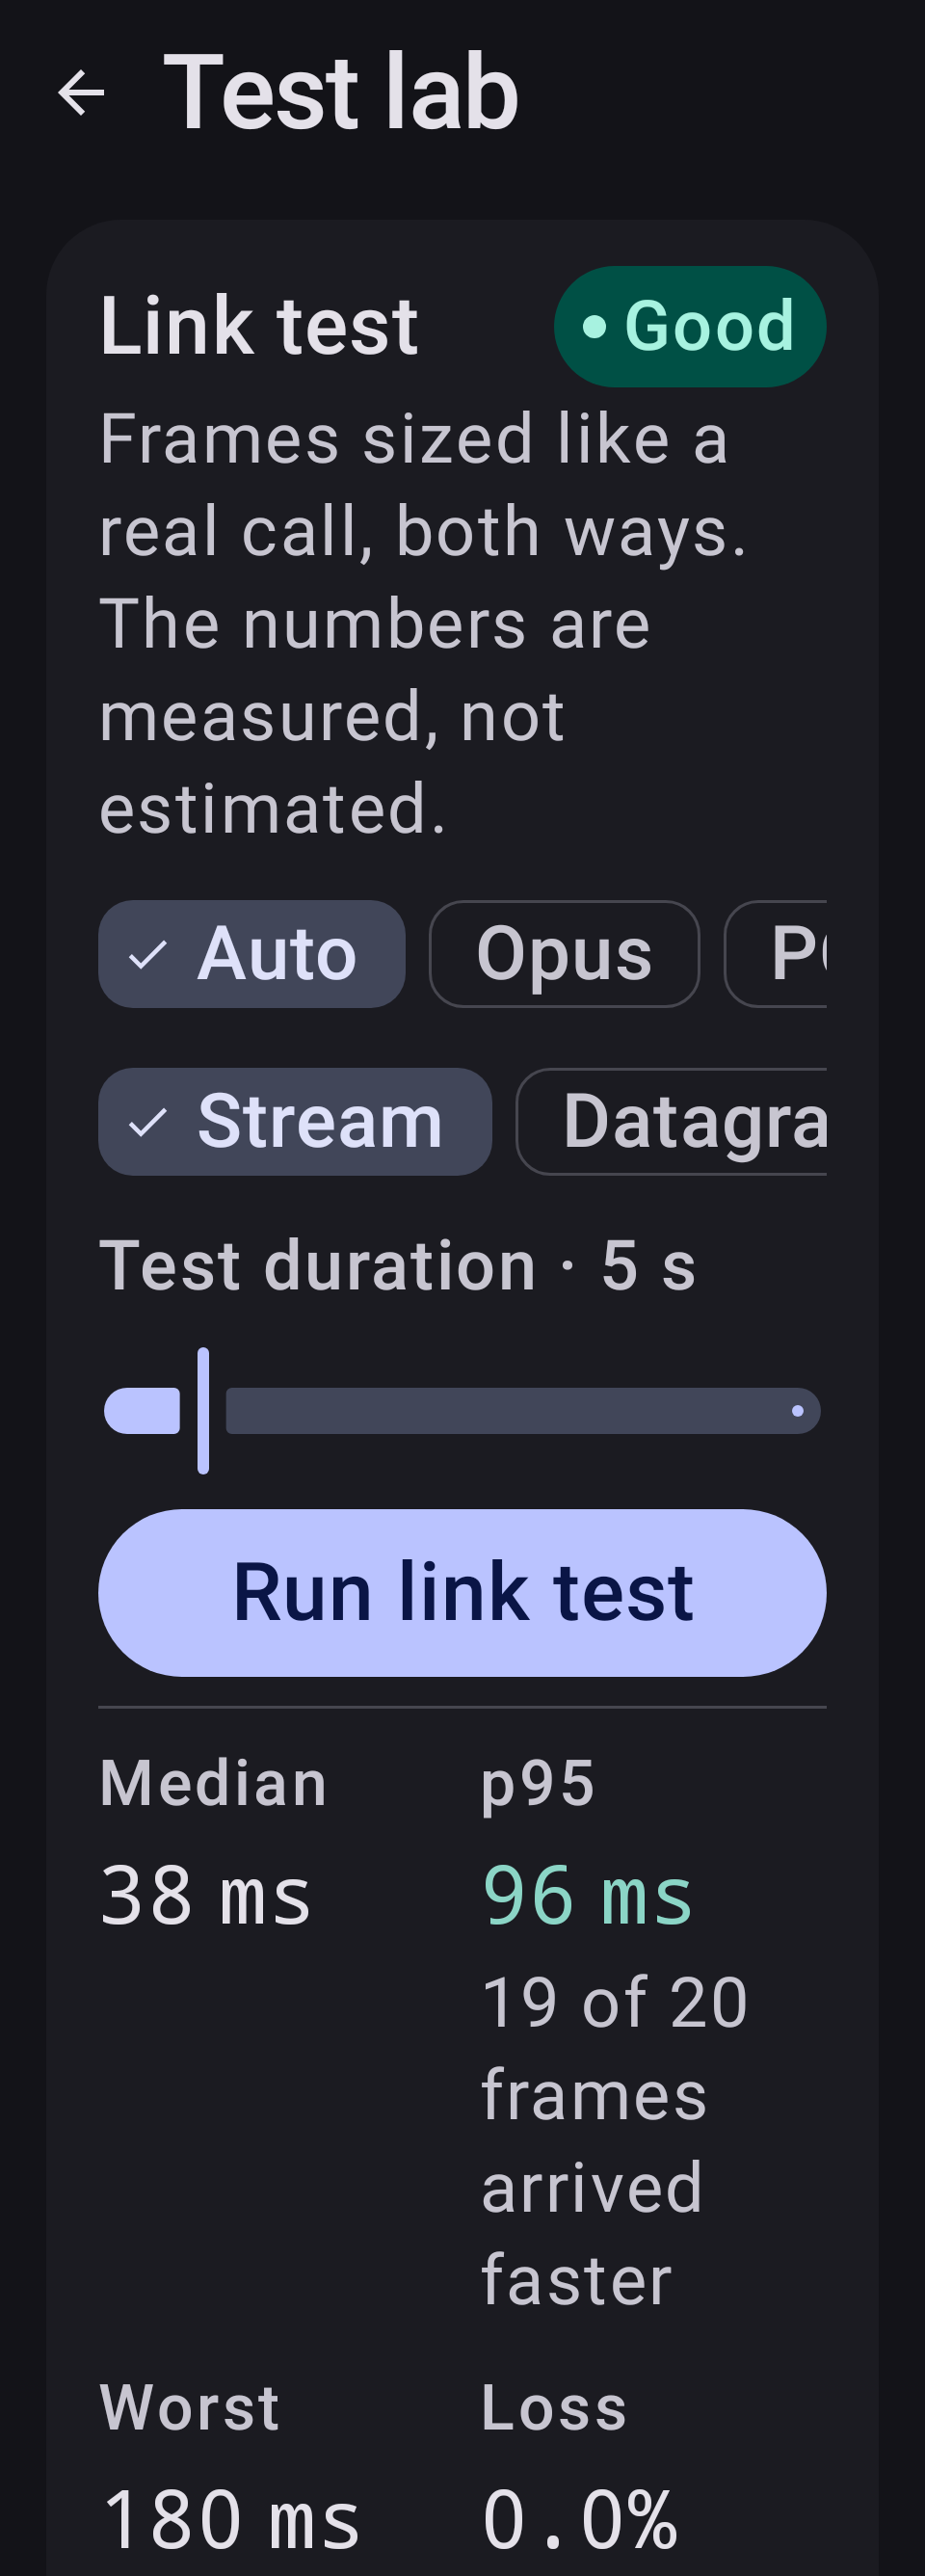 Test lab
Link test
Good
Frames sized like a
real call, both ways.
The numbers are
measured, not
estimated.
Auto Opus
Stream
Test duration · 5 s
Run link test
Median p95
38 ms 96 ms
19 of 20
frames
arrived
faster
Worst Loss
180 ms 0.0%